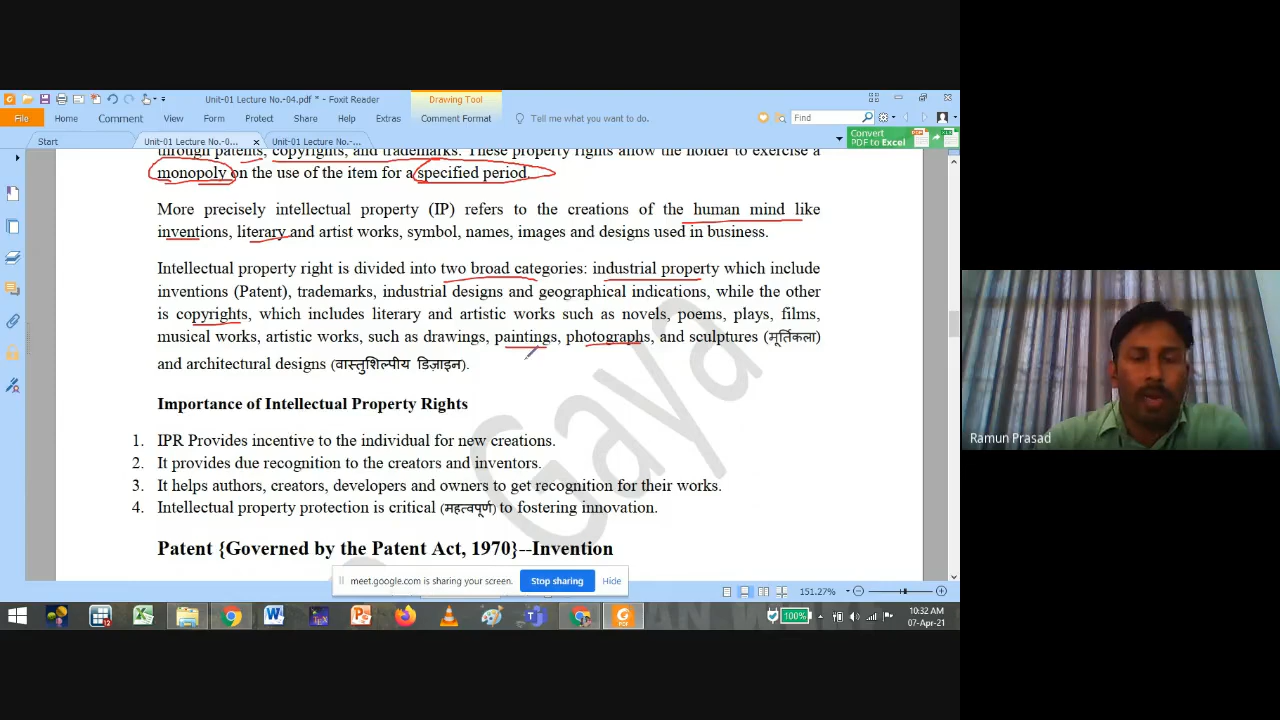 Unit-01 Lecture No.-04.pdf * - Foxit Reader
Drawing Tool
File Home Comment View Form Protect Share Help Extras Comment Format Tell me what you want to do... Find
Start Unit-01 Lecture No.-0... Unit-01 Lecture No.-...
Convert
PDF to Excel
through patents, copyrights, and trademarks. These property rights allow the holder to exercise a
monopoly on the use of the item for a specified period.
More precisely intellectual property (IP) refers to the creations of the human mind like
inventions, literary and artist works, symbol, names, images and designs used in business.
Intellectual property right is divided into two broad categories: industrial property which include
inventions (Patent), trademarks, industrial designs and geographical indications, while the other
is copyrights, which includes literary and artistic works such as novels, poems, plays, films,
musical works, artistic works, such as drawings, paintings, photographs, and sculptures (मूर्तिकला)
and architectural designs (वास्तुशिल्पीय डिज़ाइन).
Importance of Intellectual Property Rights
1. IPR Provides incentive to the individual for new creations.
2. It provides due recognition to the creators and inventors.
3. It helps authors, creators, developers and owners to get recognition for their works.
4. Intellectual property protection is critical (महत्वपूर्ण) to fostering innovation.
Patent {Governed by the Patent Act, 1970}--Invention
Gaya
meet.google.com is sharing your screen. Stop sharing Hide
151.27%
100%
10:32 AM
07-Apr-21
Ramun Prasad